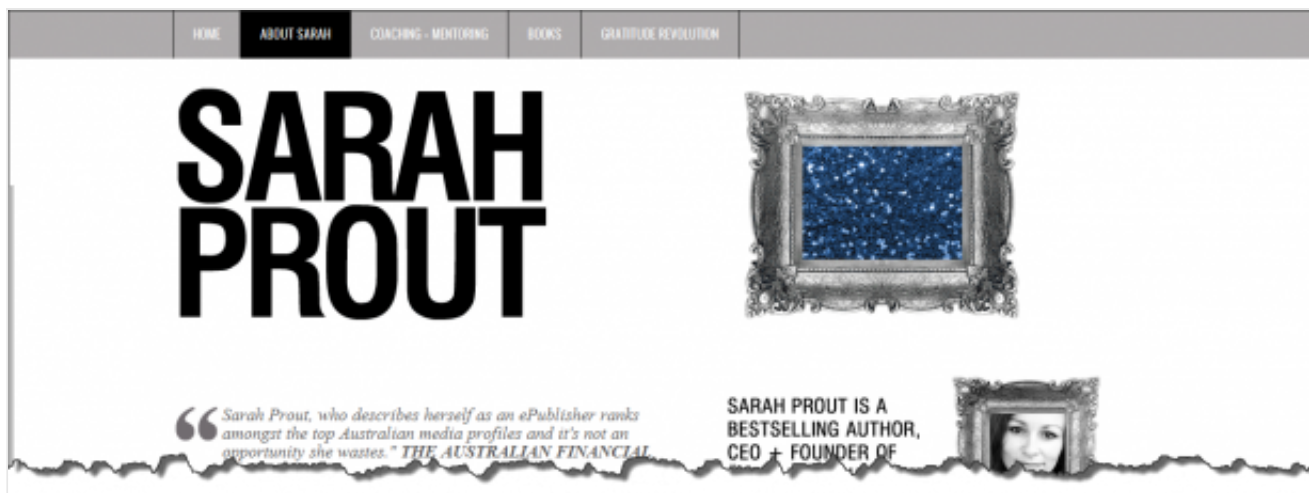 HOME
ABOUT SARAH
COACHING - MENTORING
BOOKS
GRATITUDE REVOLUTION
SARAH
PROUT
“ Sarah Prout, who describes herself as an ePublisher ranks
amongst the top Australian media profiles and it's not an
opportunity she wastes." THE AUSTRALIAN FINANCIAL
SARAH PROUT IS A
BESTSELLING AUTHOR,
CEO + FOUNDER OF